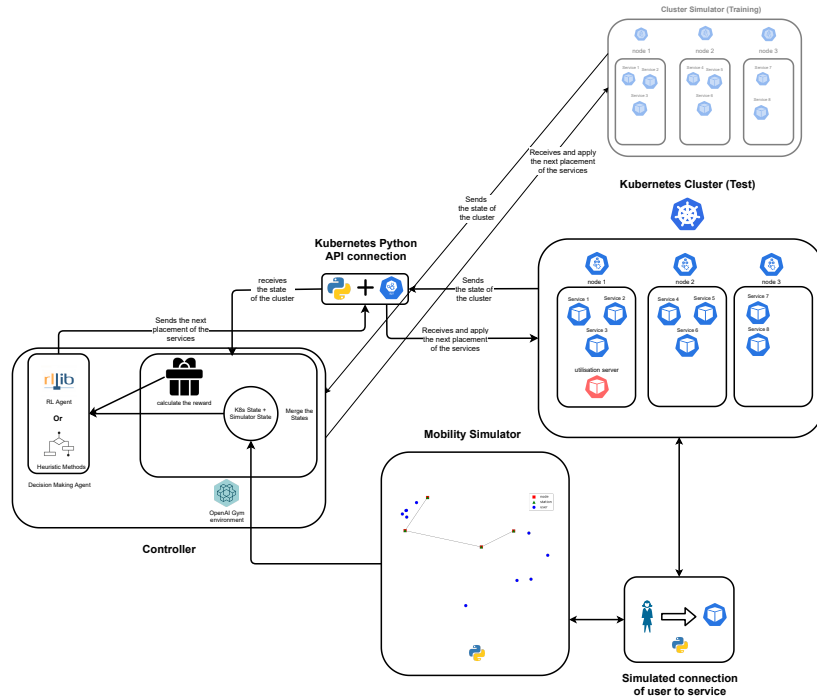 Cluster Simulator (Training)
node 1
node 2
node 3
Service 1
Service 2
Service 3
Service 4
Service 5
Service 6
Service 7
Service 8
Receives and apply
the next placement
of the services
Sends
the state of
the cluster
Kubernetes Cluster (Test)
node 1
node 2
node 3
Service 1
Service 2
Service 3
utilisation server
Service 4
Service 5
Service 6
Service 7
Service 8
Kubernetes Python
API connection
receives
the state
of the cluster
Sends
the state of
the cluster
Sends the next
placement of the
services
Receives and apply
the next placement
of the services
rllib
RL Agent
Or
Heuristic Methods
Decision Making Agent
calculate the reward
K8s State +
Simulator State
Merge the
States
OpenAI Gym
environment
Controller
Mobility Simulator
node
station
user
Simulated connection
of user to service